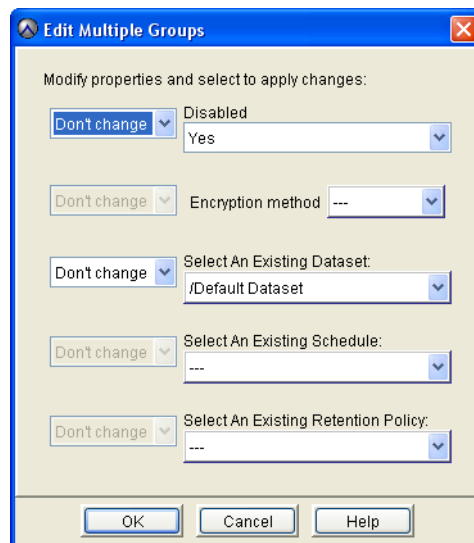 Edit Multiple Groups
Modify properties and select to apply changes:
Don't change
Disabled
Yes
Don't change
Encryption method
---
Don't change
Select An Existing Dataset:
/Default Dataset
Don't change
Select An Existing Schedule:
---
Don't change
Select An Existing Retention Policy:
---
OK
Cancel
Help